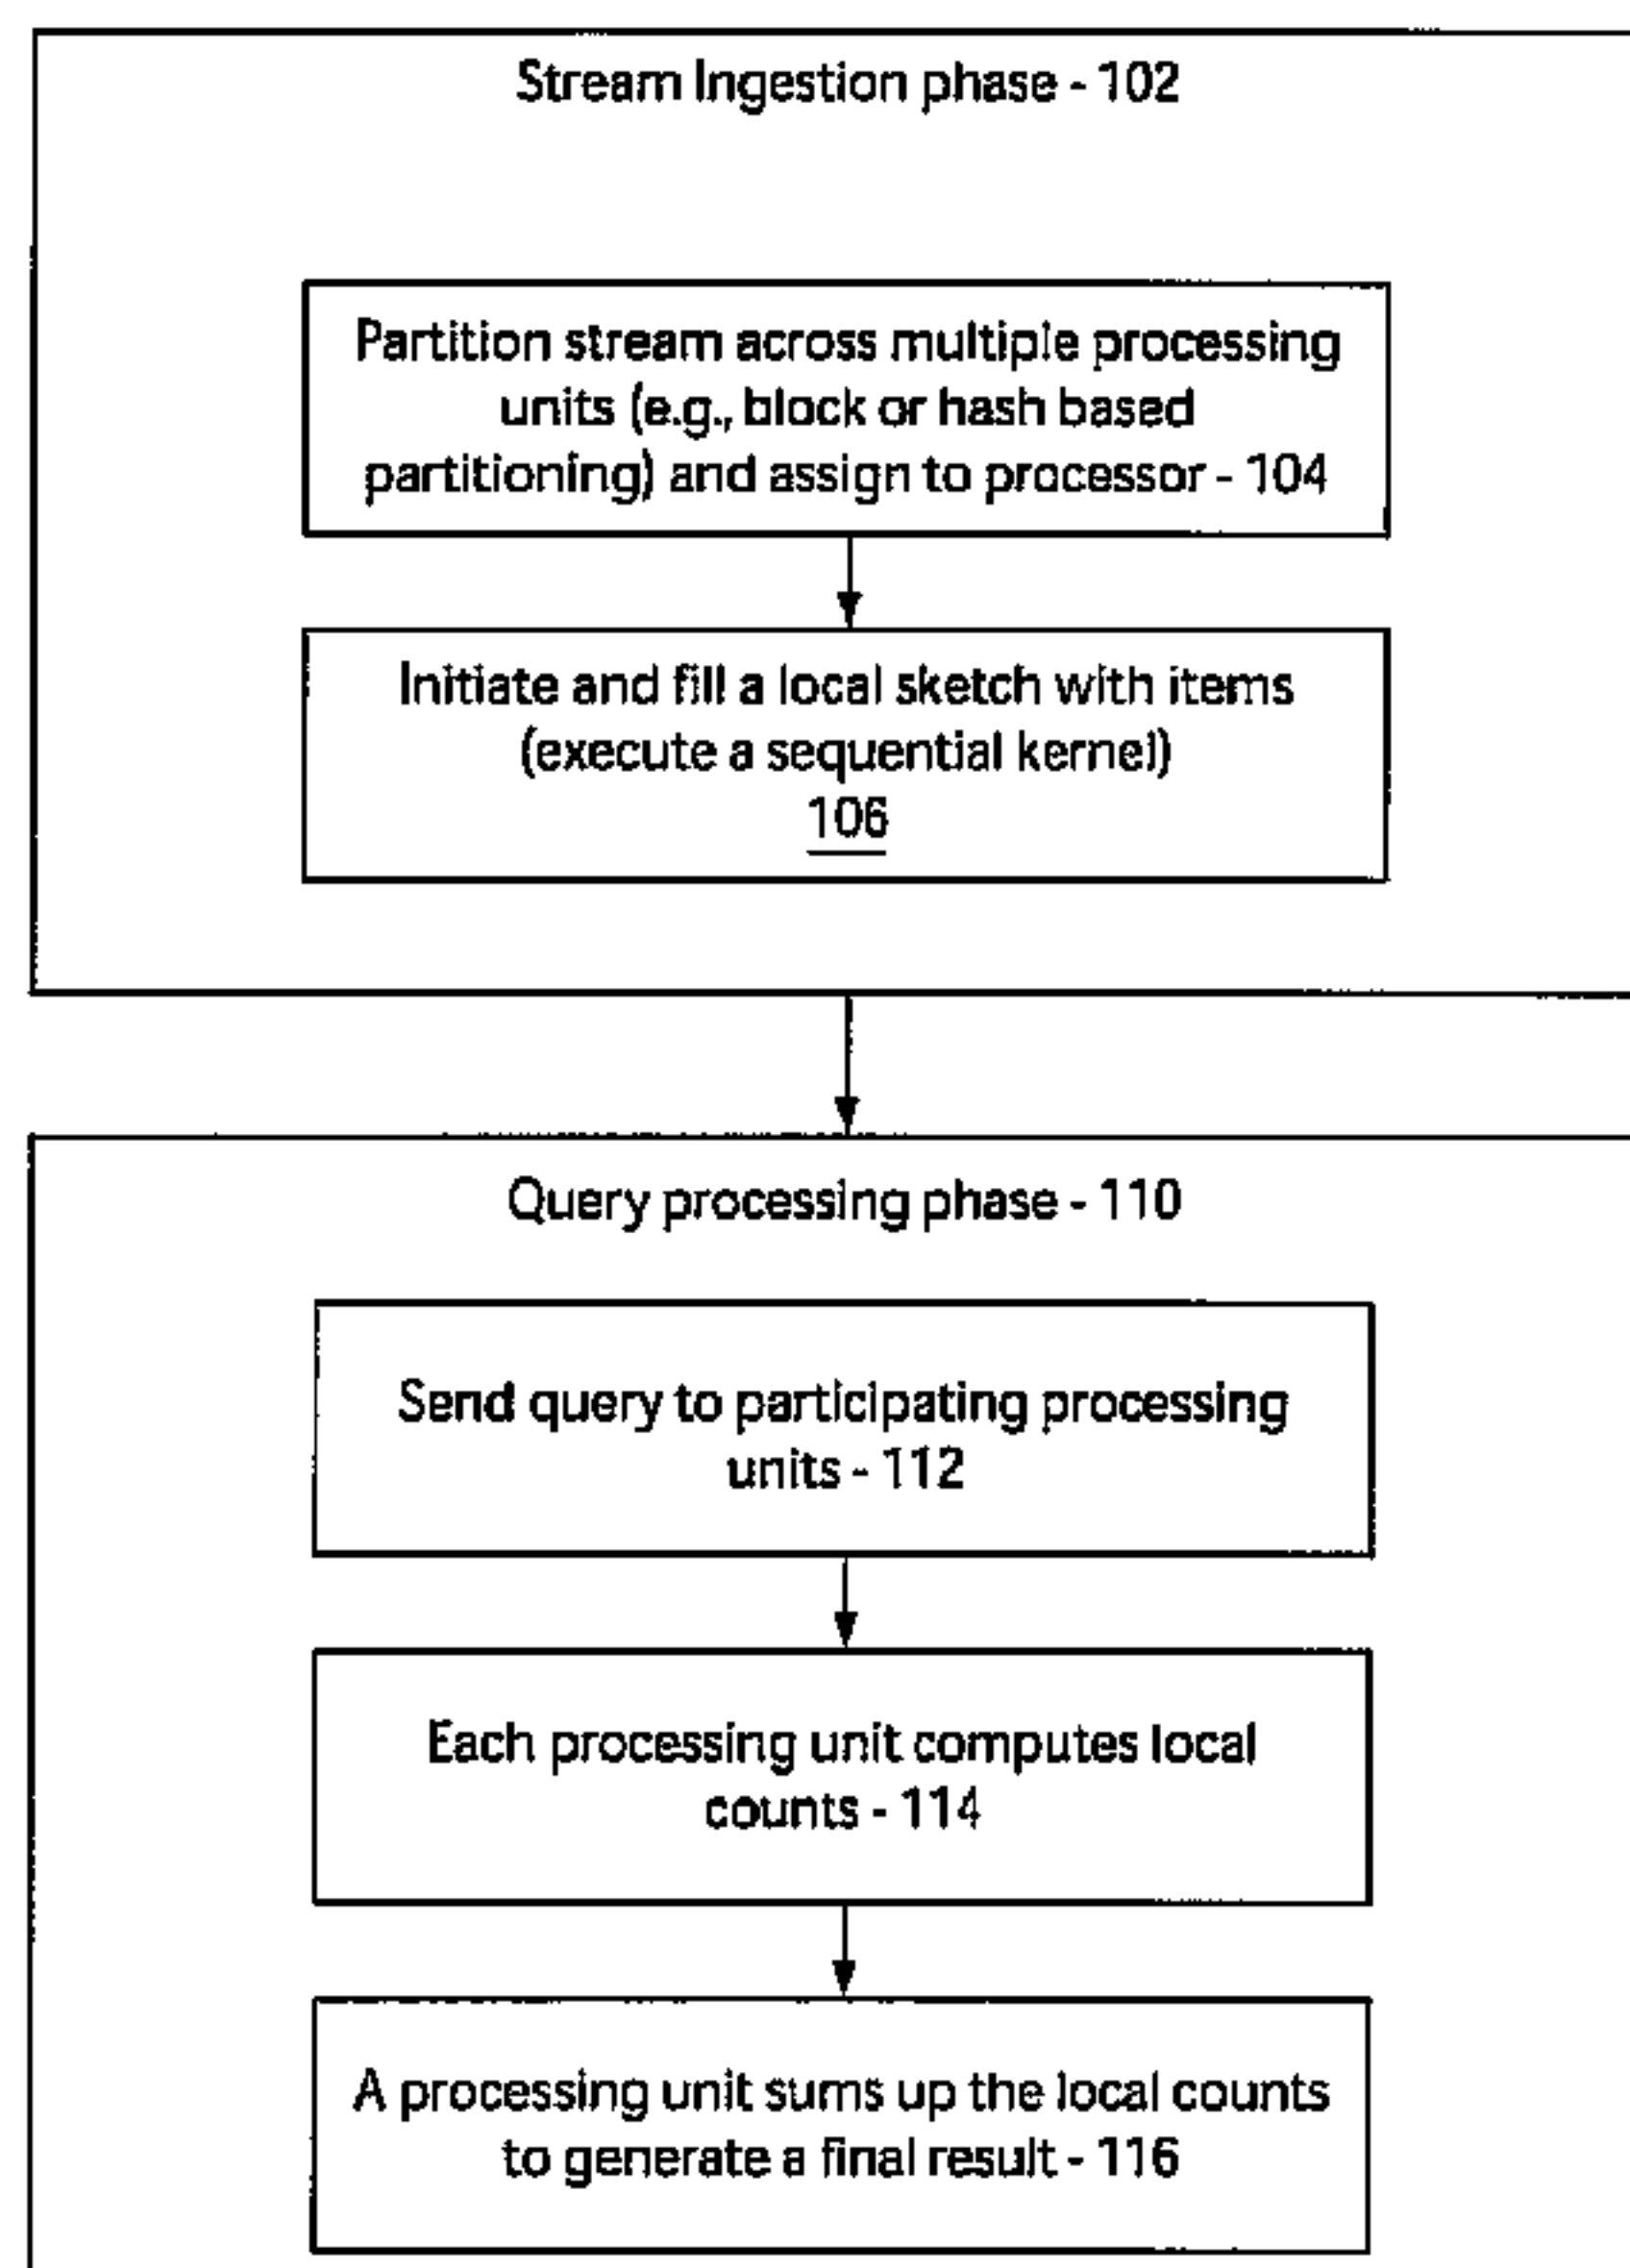 Stream Ingestion phase - 102
Partition stream across multiple processing
units (e.g., block or hash based
partitioning) and assign to processor - 104
Initiate and fill a local sketch with items
(execute a sequential kernel)
106
Query processing phase - 110
Send query to participating processing
units - 112
Each processing unit computes local
counts - 114
A processing unit sums up the local counts
to generate a final result - 116